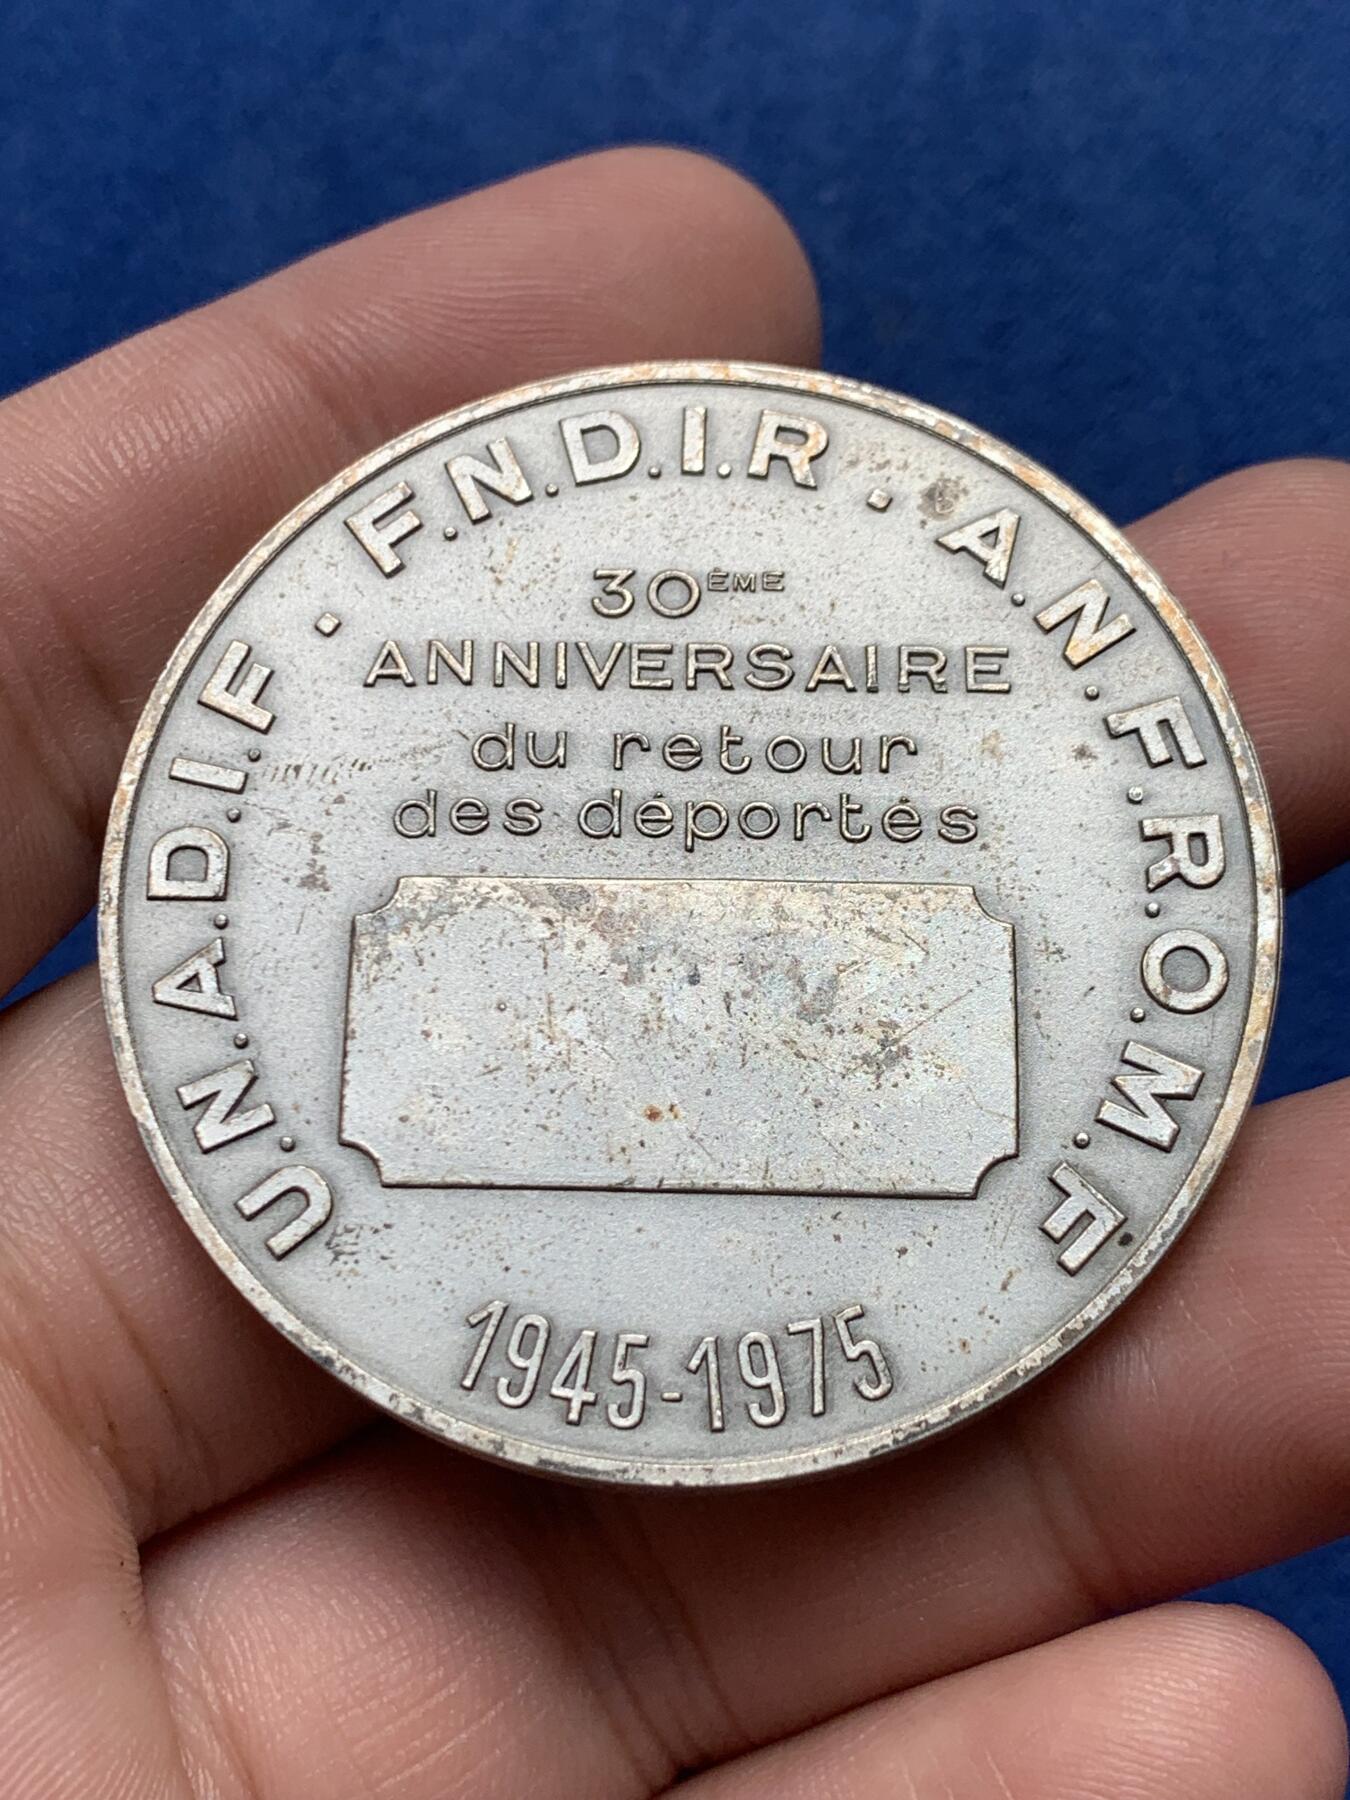 U.N.A.D.I.F . F.N.D.I.R . A.N.F.R.O.M.F
30ÈME
ANNIVERSAIRE
du retour
des déportés
1945-1975